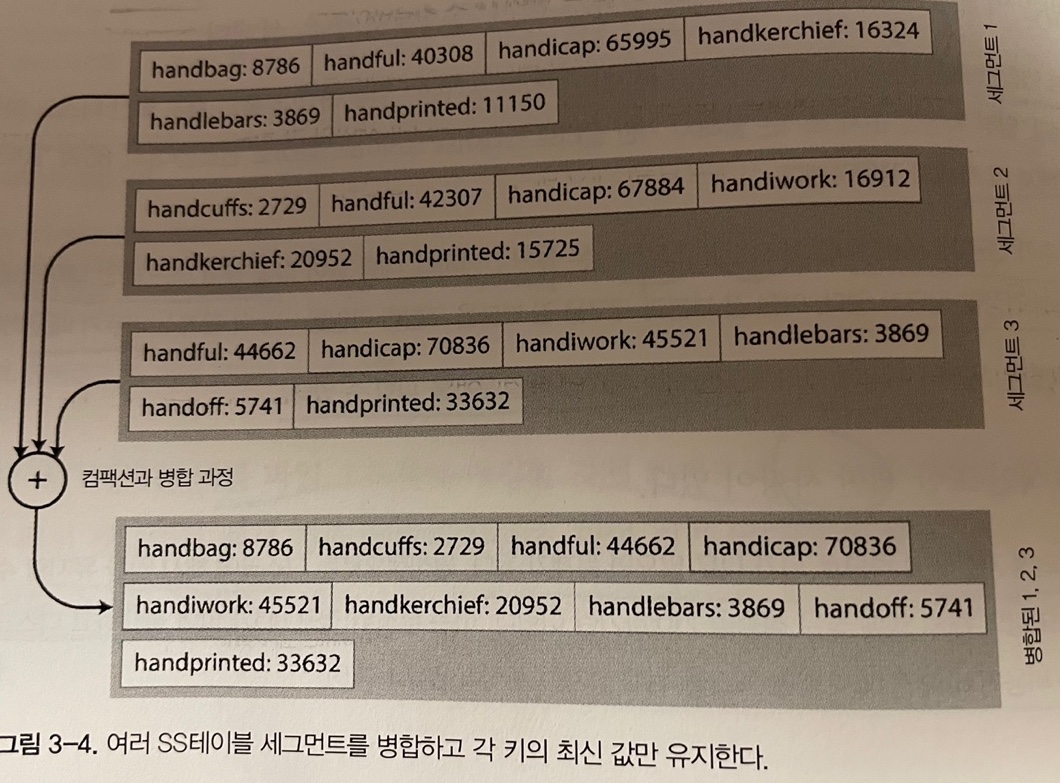 handbag: 8786 handful: 40308 handicap: 65995 handkerchief: 16324
handlebars: 3869 handprinted: 11150
세그먼트 1
handcuffs: 2729 handful: 42307 handicap: 67884 handiwork: 16912
handkerchief: 20952 handprinted: 15725
세그먼트 2
handful: 44662 handicap: 70836 handiwork: 45521 handlebars: 3869
handoff: 5741 handprinted: 33632
세그먼트 3
+ 컴팩션과 병합 과정
handbag: 8786 handcuffs: 2729 handful: 44662 handicap: 70836
handiwork: 45521 handkerchief: 20952 handlebars: 3869 handoff: 5741
handprinted: 33632
병합된 1, 2, 3
그림 3-4. 여러 SS테이블 세그먼트를 병합하고 각 키의 최신 값만 유지한다.